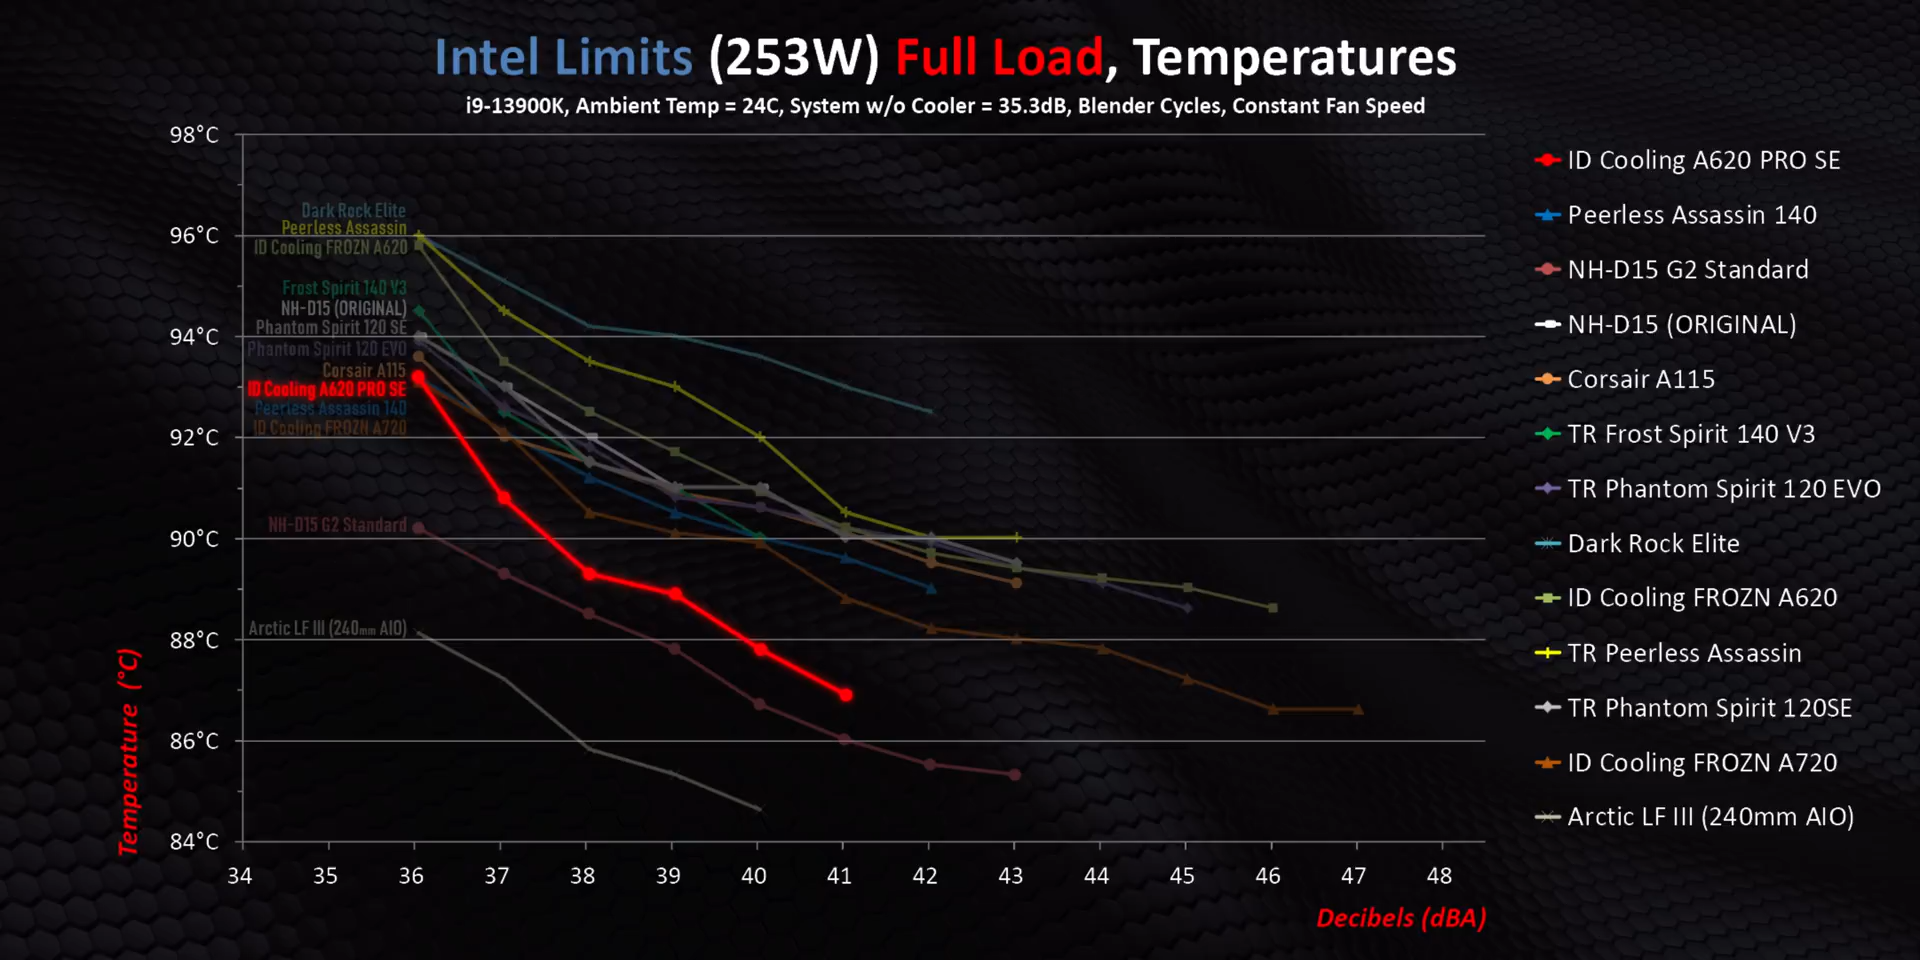 Intel Limits (253W) Full Load, Temperatures
i9-13900K, Ambient Temp = 24C, System w/o Cooler = 35.3dB, Blender Cycles, Constant Fan Speed
98°C
96°C
94°C
92°C
90°C
88°C
86°C
84°C
Temperature (°C)
Dark Rock Elite
Peerless Assassin
ID Cooling FROZN A620
Frost Spirit 140 V3
NH-D15 (ORIGINAL)
Phantom Spirit 120 SE
Phantom Spirit 120 EVO
Corsair A115
ID Cooling A620 PRO SE
Peerless Assassin 140
ID Cooling FROZN A720
NH-D15 G2 Standard
Arctic LF III (240mm AIO)
34 35 36 37 38 39 40 41 42 43 44 45 46 47 48
Decibels (dBA)
ID Cooling A620 PRO SE
Peerless Assassin 140
NH-D15 G2 Standard
NH-D15 (ORIGINAL)
Corsair A115
TR Frost Spirit 140 V3
TR Phantom Spirit 120 EVO
Dark Rock Elite
ID Cooling FROZN A620
TR Peerless Assassin
TR Phantom Spirit 120SE
ID Cooling FROZN A720
Arctic LF III (240mm AIO)